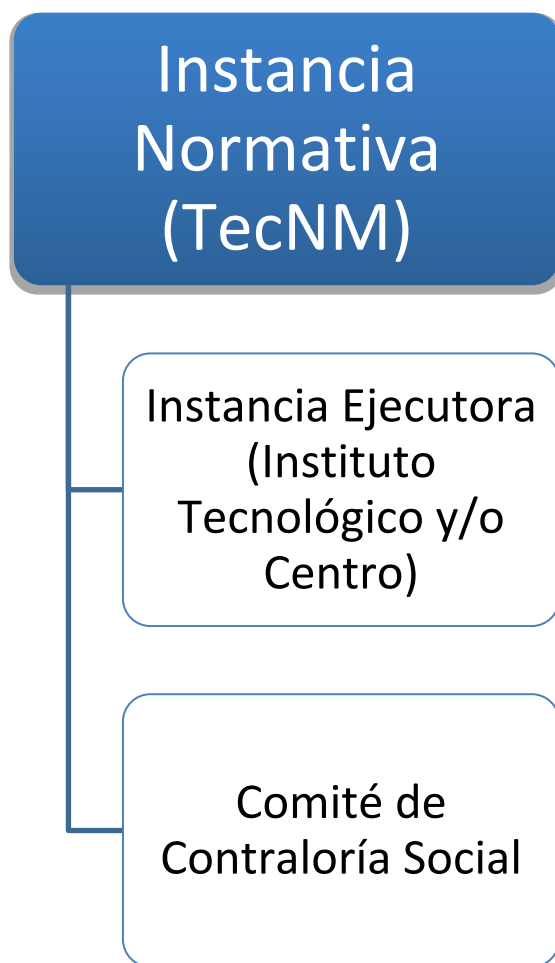 Instancia
Normativa
(TecNM)
Instancia Ejecutora
(Instituto
Tecnológico y/o
Centro)
Comité de
Contraloría Social